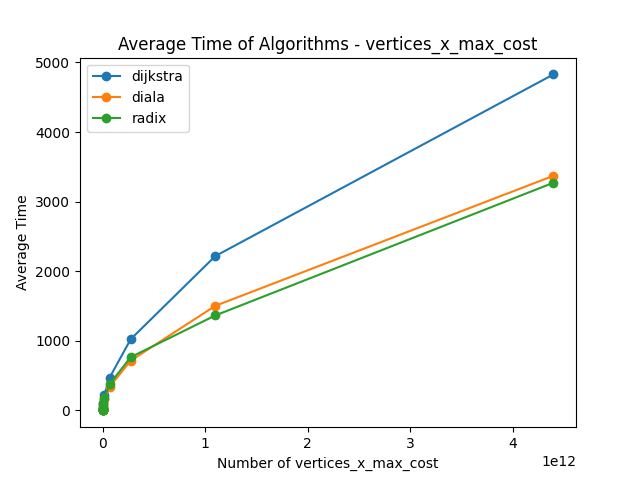 Average Time of Algorithms - vertices_x_max_cost
dijkstra
diala
radix
5000
4000
3000
2000
1000
0
Average Time
0 1 2 3 4
1e12
Number of vertices_x_max_cost